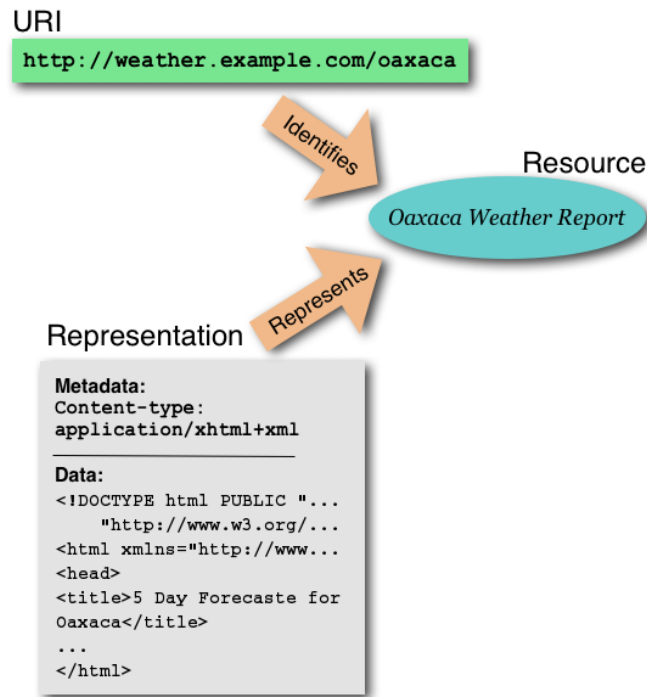 URI
http://weather.example.com/oaxaca
Identifies
Resource
Oaxaca Weather Report
Represents
Representation
Metadata:
Content-type:
application/xhtml+xml
Data:
<!DOCTYPE html PUBLIC "...
"http://www.w3.org/...
<html xmlns="http://www...
<head>
<title>5 Day Forecaste for
Oaxaca</title>
...
</html>